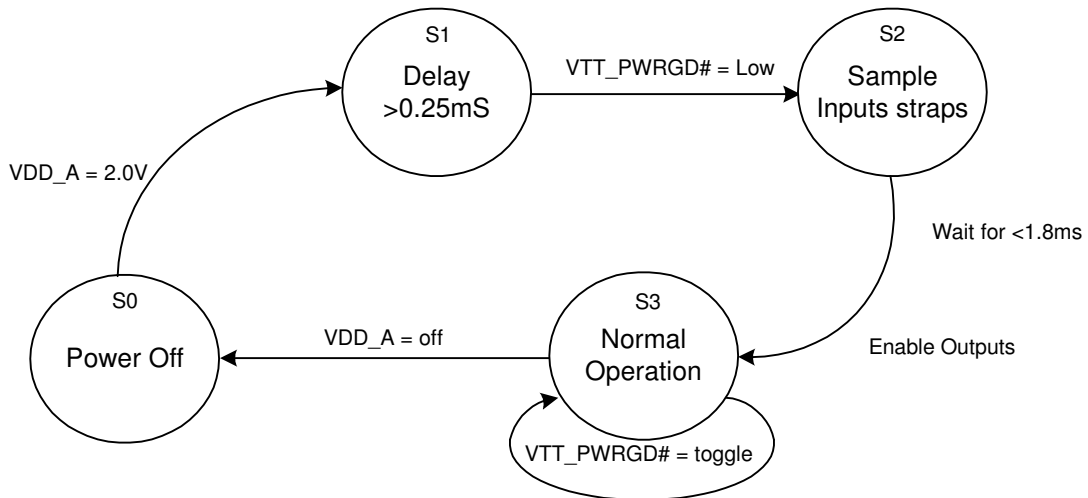 S1
Delay
>0.25mS
VTT_PWRGD# = Low
S2
Sample
Inputs straps
VDD_A = 2.0V
Wait for <1.8ms
S0
Power Off
VDD_A = off
S3
Normal
Operation
Enable Outputs
VTT_PWRGD# = toggle